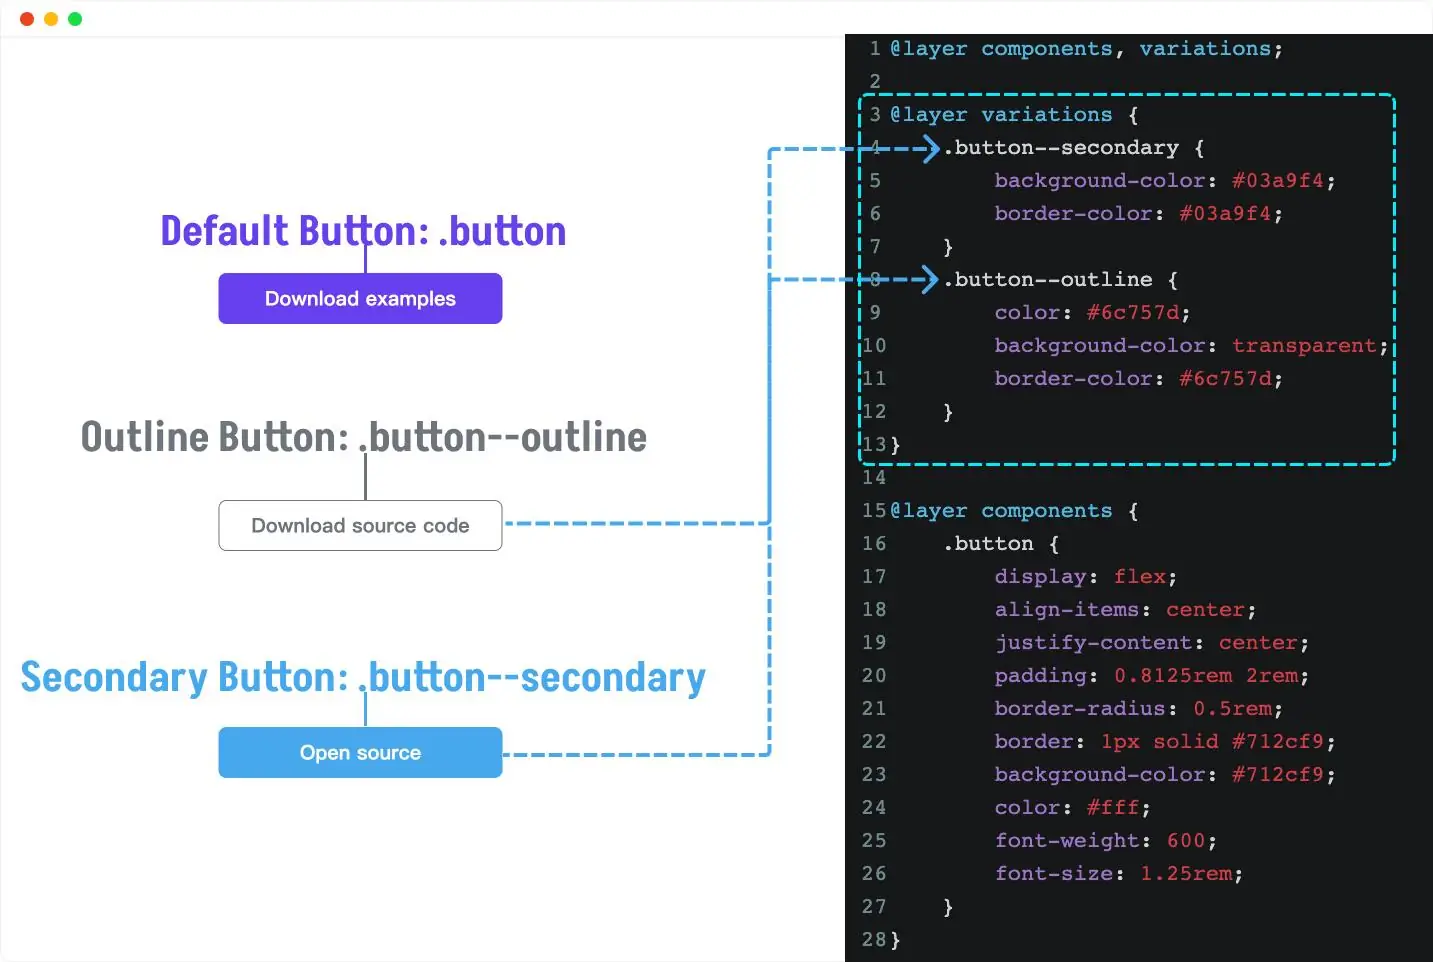 Default Button: .button
Download examples
Outline Button: .button--outline
Download source code
Secondary Button: .button--secondary
Open source
1 @layer components, variations;
2
3 @layer variations {
4 .button--secondary {
5 background-color: #03a9f4;
6 border-color: #03a9f4;
7 }
8 .button--outline {
9 color: #6c757d;
10 background-color: transparent;
11 border-color: #6c757d;
12 }
13 }
14
15 @layer components {
16 .button {
17 display: flex;
18 align-items: center;
19 justify-content: center;
20 padding: 0.8125rem 2rem;
21 border-radius: 0.5rem;
22 border: 1px solid #712cf9;
23 background-color: #712cf9;
24 color: #fff;
25 font-weight: 600;
26 font-size: 1.25rem;
27 }
28 }